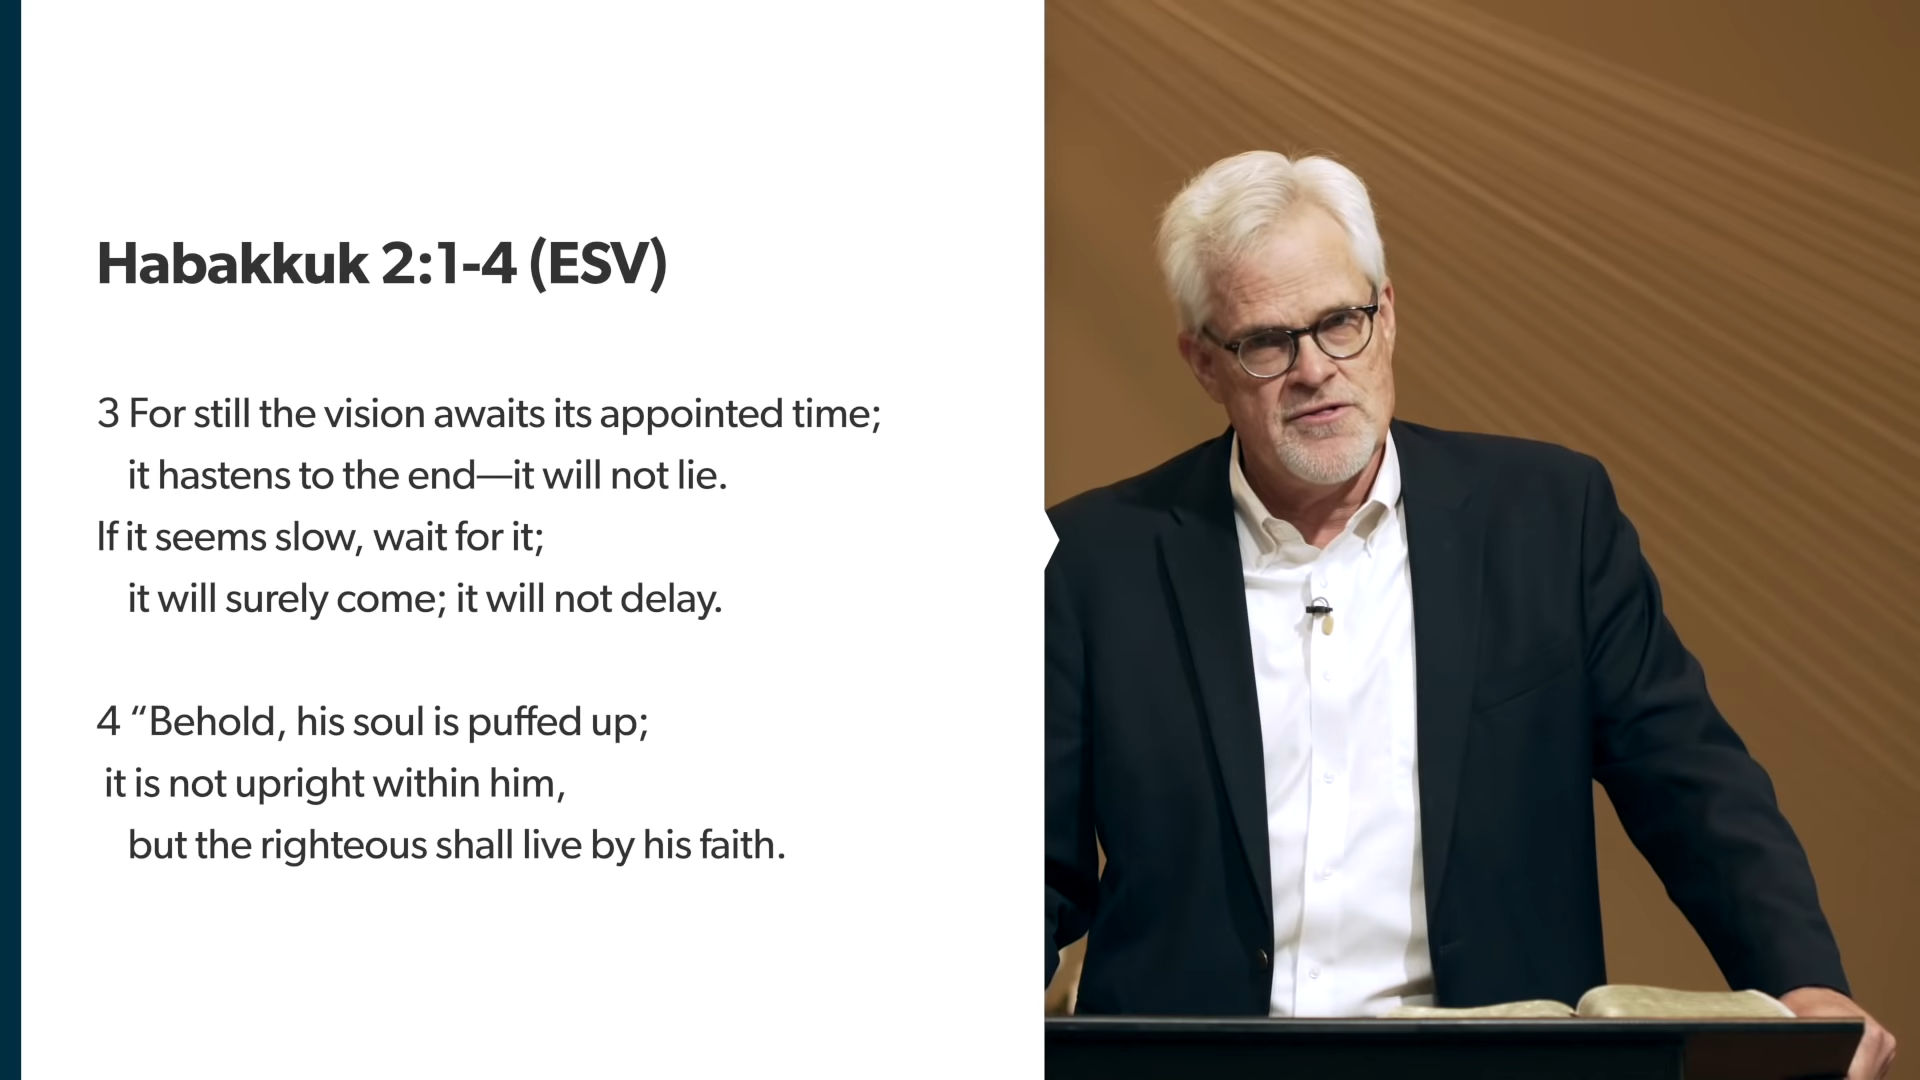 Habakkuk 2:1-4 (ESV)
3 For still the vision awaits its appointed time;
it hastens to the end—it will not lie.
If it seems slow, wait for it;
it will surely come; it will not delay.
4 “Behold, his soul is puffed up;
it is not upright within him,
but the righteous shall live by his faith.